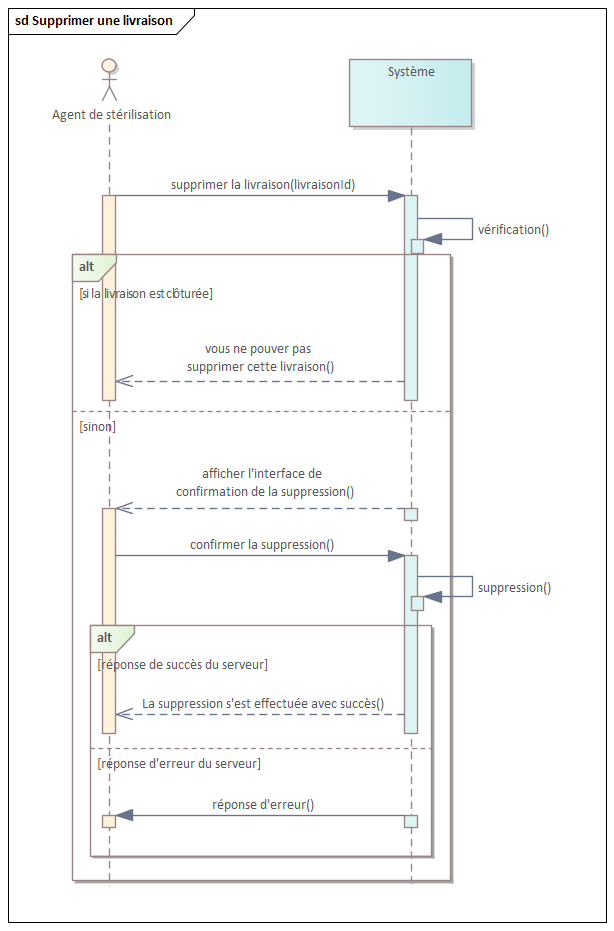 sd Supprimer une livraison
Système
Agent de stérilisation
supprimer la livraison(livraisonId)
vérification()
alt
[si la livraison est clôturée]
vous ne pouver pas
supprimer cette livraison()
[sinon]
afficher l'interface de
confirmation de la suppression()
confirmer la suppression()
suppression()
alt
[réponse de succès du serveur]
La suppression s'est effectuée avec succès()
[réponse d'erreur du serveur]
réponse d'erreur()